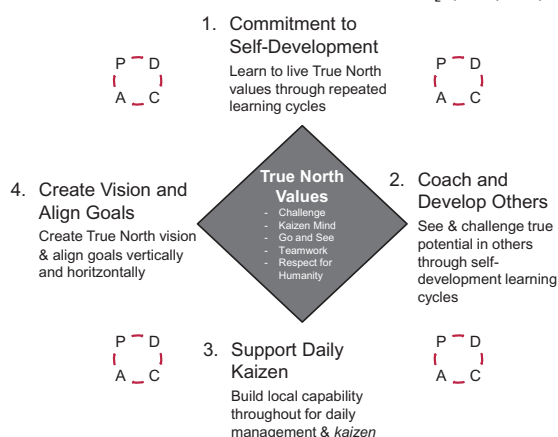 1. Commitment to
Self-Development
Learn to live True North
values through repeated
learning cycles
P D
A C
P D
A C
True North
Values
- Challenge
- Kaizen Mind
- Go and See
- Teamwork
- Respect for
Humanity
4. Create Vision and
Align Goals
Create True North vision
& align goals vertically
and horitzontally
2. Coach and
Develop Others
See & challenge true
potential in others
through self-
development learning
cycles
P D
A C
3. Support Daily
Kaizen
Build local capability
throughout for daily
management & kaizen
P D
A C